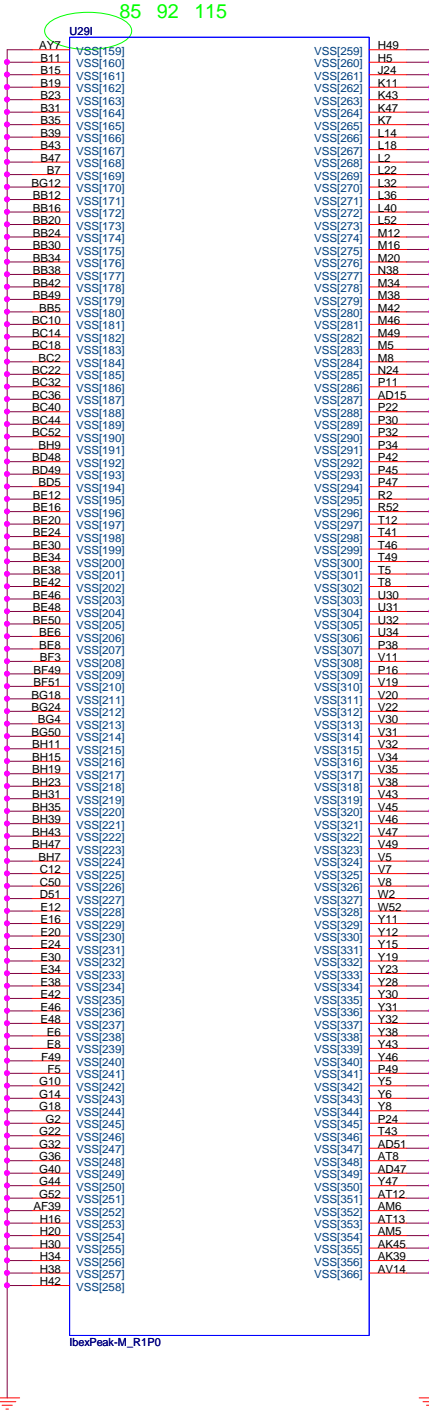 85 92 115
U29I
AY7 VSS[159] VSS[259] H49
B11 VSS[160] VSS[260] H5
B15 VSS[161] VSS[261] J24
B19 VSS[162] VSS[262] K11
B23 VSS[163] VSS[263] K43
B31 VSS[164] VSS[264] K47
B35 VSS[165] VSS[265] K7
B39 VSS[166] VSS[266] L14
B43 VSS[167] VSS[267] L18
B47 VSS[168] VSS[268] L2
B7 VSS[169] VSS[269] L22
BG12 VSS[170] VSS[270] L32
BB12 VSS[171] VSS[271] L36
BB16 VSS[172] VSS[272] L40
BB20 VSS[173] VSS[273] L52
BB24 VSS[174] VSS[274] M12
BB30 VSS[175] VSS[275] M16
BB34 VSS[176] VSS[276] M20
BB38 VSS[177] VSS[277] N38
BB42 VSS[178] VSS[278] M34
BB49 VSS[179] VSS[279] M38
BB5 VSS[180] VSS[280] M42
BC10 VSS[181] VSS[281] M46
BC14 VSS[182] VSS[282] M49
BC18 VSS[183] VSS[283] M5
BC2 VSS[184] VSS[284] M8
BC22 VSS[185] VSS[285] N24
BC32 VSS[186] VSS[286] P11
BC36 VSS[187] VSS[287] AD15
BC40 VSS[188] VSS[288] P22
BC44 VSS[189] VSS[289] P30
BC52 VSS[190] VSS[290] P32
BH9 VSS[191] VSS[291] P34
BD48 VSS[192] VSS[292] P42
BD49 VSS[193] VSS[293] P45
BD5 VSS[194] VSS[294] P47
BE12 VSS[195] VSS[295] R2
BE16 VSS[196] VSS[296] R52
BE20 VSS[197] VSS[297] T12
BE24 VSS[198] VSS[298] T41
BE30 VSS[199] VSS[299] T46
BE34 VSS[200] VSS[300] T49
BE38 VSS[201] VSS[301] T5
BE42 VSS[202] VSS[302] T8
BE46 VSS[203] VSS[303] U30
BE48 VSS[204] VSS[304] U31
BE50 VSS[205] VSS[305] U32
BE6 VSS[206] VSS[306] U34
BE8 VSS[207] VSS[307] P38
BF3 VSS[208] VSS[308] V11
BF49 VSS[209] VSS[309] P16
BF51 VSS[210] VSS[310] V19
BG18 VSS[211] VSS[311] V20
BG24 VSS[212] VSS[312] V22
BG4 VSS[213] VSS[313] V30
BG50 VSS[214] VSS[314] V31
BH11 VSS[215] VSS[315] V32
BH15 VSS[216] VSS[316] V34
BH19 VSS[217] VSS[317] V35
BH23 VSS[218] VSS[318] V38
BH31 VSS[219] VSS[319] V43
BH35 VSS[220] VSS[320] V45
BH39 VSS[221] VSS[321] V46
BH43 VSS[222] VSS[322] V47
BH47 VSS[223] VSS[323] V49
BH7 VSS[224] VSS[324] V5
C12 VSS[225] VSS[325] V7
C50 VSS[226] VSS[326] V8
D51 VSS[227] VSS[327] W2
E12 VSS[228] VSS[328] W52
E16 VSS[229] VSS[329] Y11
E20 VSS[230] VSS[330] Y12
E24 VSS[231] VSS[331] Y15
E30 VSS[232] VSS[332] Y19
E34 VSS[233] VSS[333] Y23
E38 VSS[234] VSS[334] Y28
E42 VSS[235] VSS[335] Y30
E46 VSS[236] VSS[336] Y31
E48 VSS[237] VSS[337] Y32
E6 VSS[238] VSS[338] Y38
E8 VSS[239] VSS[339] Y43
F49 VSS[240] VSS[340] Y46
F5 VSS[241] VSS[341] P49
G10 VSS[242] VSS[342] Y5
G14 VSS[243] VSS[343] Y6
G18 VSS[244] VSS[344] Y8
G2 VSS[245] VSS[345] P24
G22 VSS[246] VSS[346] T43
G32 VSS[247] VSS[347] AD51
G36 VSS[248] VSS[348] AT8
G40 VSS[249] VSS[349] AD47
G44 VSS[250] VSS[350] Y47
G52 VSS[251] VSS[351] AT12
AF39 VSS[252] VSS[352] AM6
H16 VSS[253] VSS[353] AT13
H20 VSS[254] VSS[354] AM5
H30 VSS[255] VSS[355] AK45
H34 VSS[256] VSS[356] AK39
H38 VSS[257] VSS[366] AV14
H42 VSS[258]
IbexPeak-M_R1P0